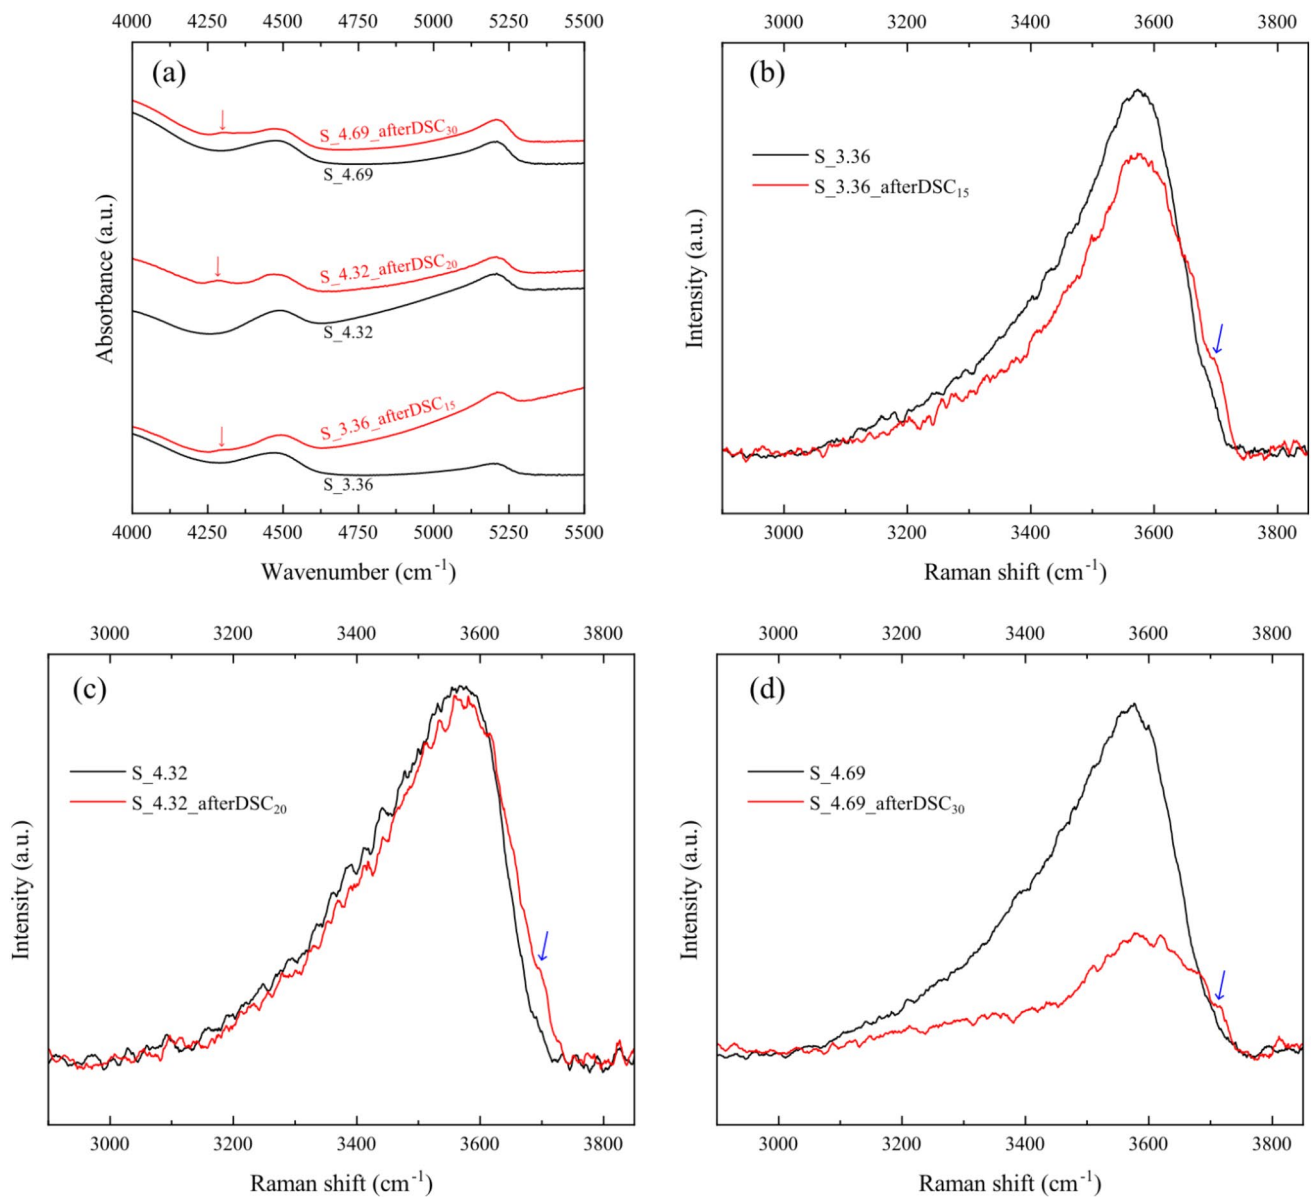 4000 4250 4500 4750 5000 5250 5500
(a)
S_4.69_afterDSC₃₀
S_4.69
S_4.32_afterDSC₂₀
S_4.32
S_3.36_afterDSC₁₅
S_3.36
Absorbance (a.u.)
4000 4250 4500 4750 5000 5250 5500
Wavenumber (cm⁻¹)
3000 3200 3400 3600 3800
(b)
S_3.36
S_3.36_afterDSC₁₅
Intensity (a.u.)
3000 3200 3400 3600 3800
Raman shift (cm⁻¹)
3000 3200 3400 3600 3800
(c)
S_4.32
S_4.32_afterDSC₂₀
Intensity (a.u.)
3000 3200 3400 3600 3800
Raman shift (cm⁻¹)
3000 3200 3400 3600 3800
(d)
S_4.69
S_4.69_afterDSC₃₀
Intensity (a.u.)
3000 3200 3400 3600 3800
Raman shift (cm⁻¹)